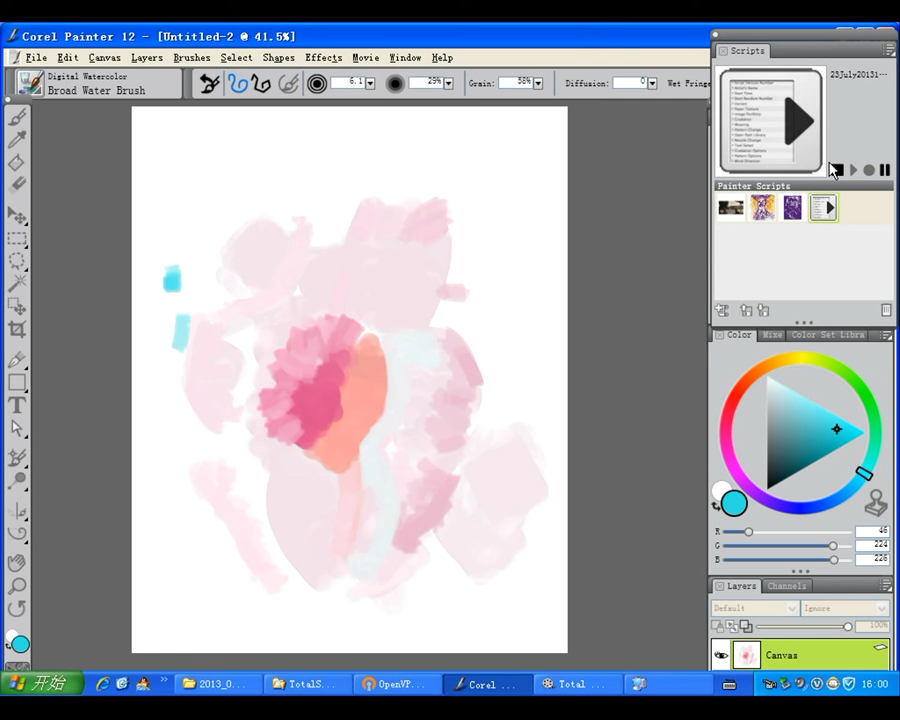 Corel Painter 12 - [Untitled-2 @ 41.5%]
File Edit Canvas Layers Brushes Select Shapes Effects Movie Window Help
Digital Watercolor
Broad Water Brush
6.1
29%
Grain: 38%
Diffusion: 0
Wet Fringe
Scripts
23July20131...
Painter Scripts
Color Mixe Color Set Libra
R 46
G 224
B 226
Layers Channels
Default Ignore
100%
Canvas
开始 2013_0... TotalS... OpenVP... Corel ... Total ... 16:00